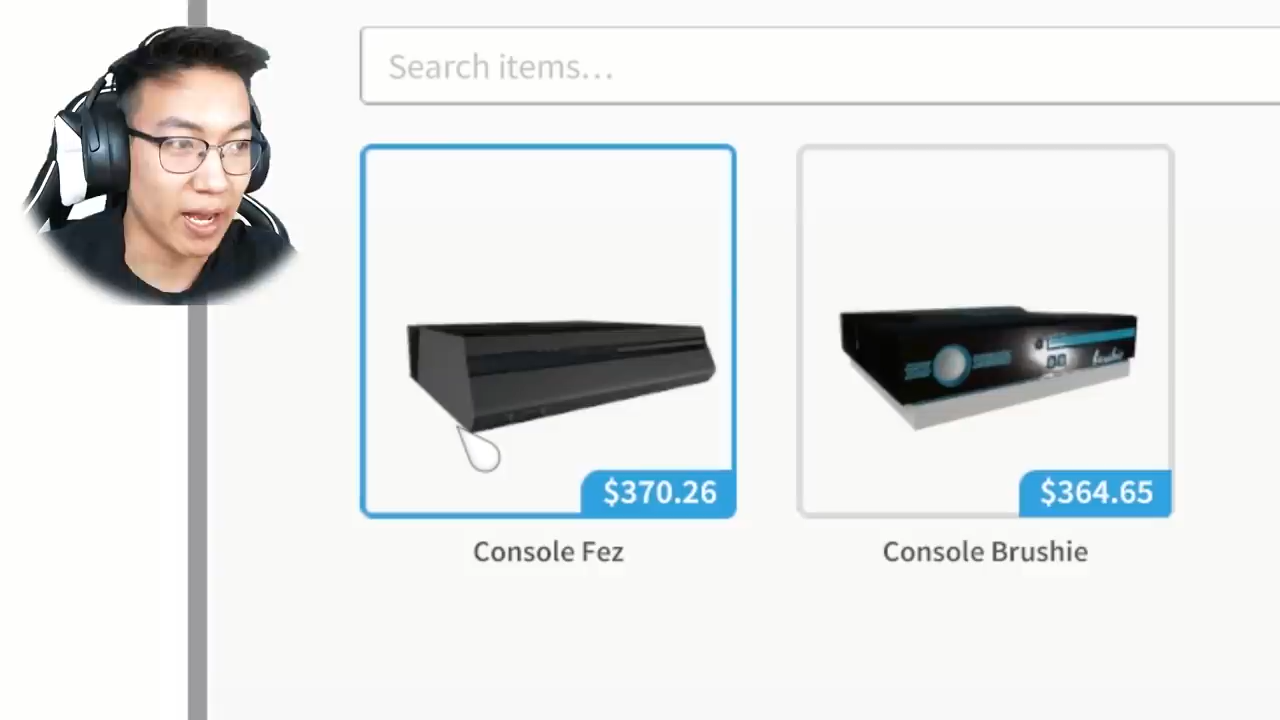 Search items...
$370.26
$364.65
Console Fez
Console Brushie